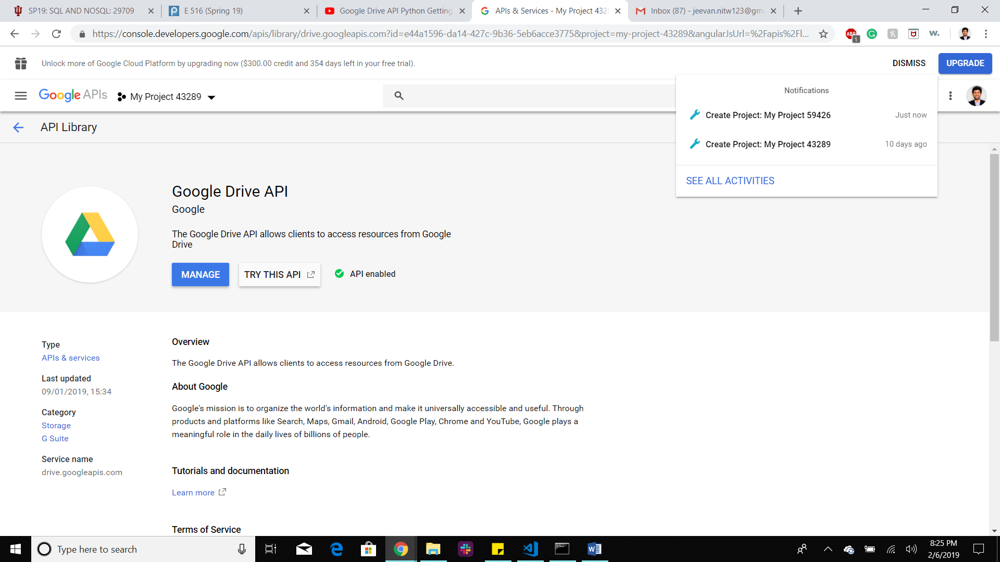 SP19: SQL AND NOSQL: 29709
E 516 (Spring 19)
Google Drive API Python Getting
APIs & Services - My Project 432
Inbox (87) - jeevan.nitw123@gm
https://console.developers.google.com/apis/library/drive.googleapis.com?id=e44a1596-da14-427c-9b36-5eb6acce3775&project=my-project-43289&angularJsUrl=%2Fapis%2Fl...
ABP
1
w.
Unlock more of Google Cloud Platform by upgrading now ($300.00 credit and 354 days left in your free trial).
DISMISS
UPGRADE
Google APIs
My Project 43289
Notifications
Create Project: My Project 59426
Just now
Create Project: My Project 43289
10 days ago
SEE ALL ACTIVITIES
API Library
Google Drive API
Google
The Google Drive API allows clients to access resources from Google
Drive
MANAGE
TRY THIS API
API enabled
Type
APIs & services
Last updated
09/01/2019, 15:34
Category
Storage
G Suite
Service name
drive.googleapis.com
Overview
The Google Drive API allows clients to access resources from Google Drive.
About Google
Google's mission is to organize the world's information and make it universally accessible and useful. Through
products and platforms like Search, Maps, Gmail, Android, Google Play, Chrome and YouTube, Google plays a
meaningful role in the daily lives of billions of people.
Tutorials and documentation
Learn more
Terms of Service
Type here to search
8:25 PM
2/6/2019